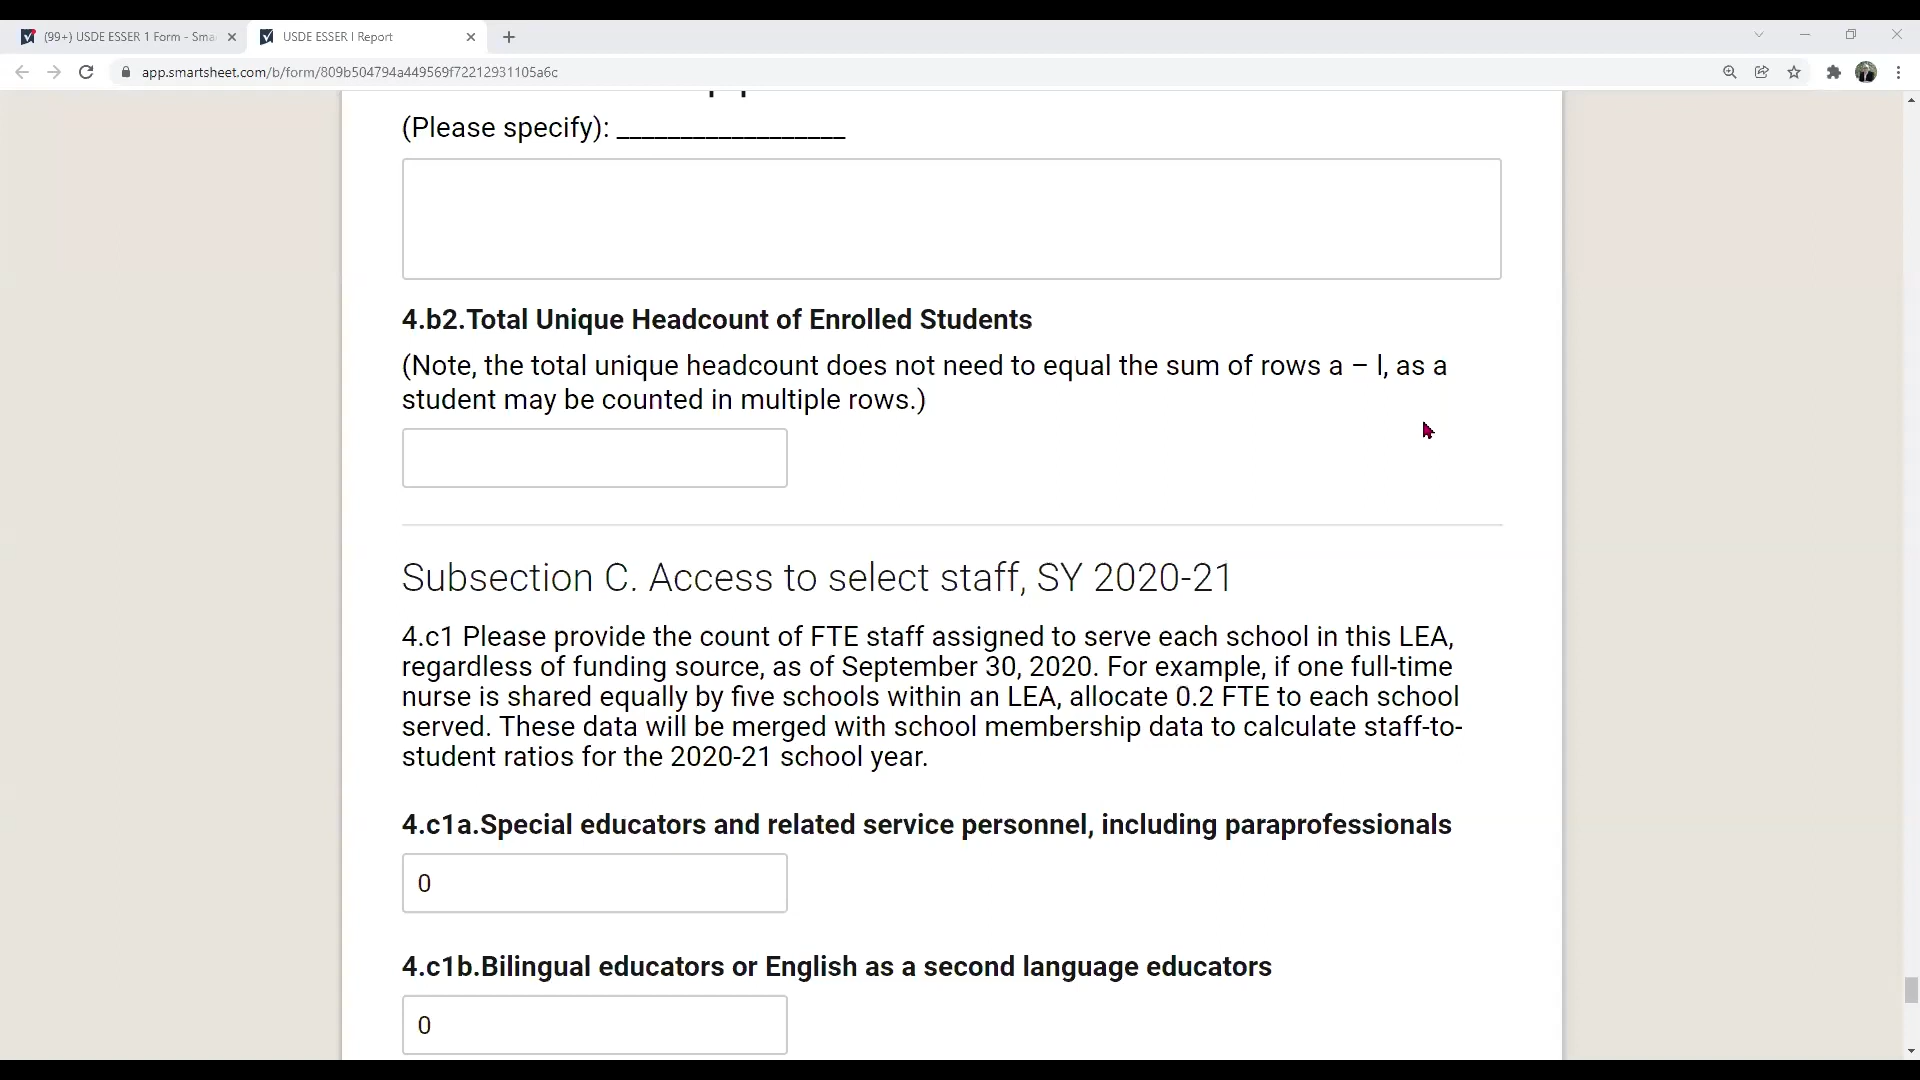 (99+) USDE ESSER 1 Form - Sma
USDE ESSER I Report
app.smartsheet.com/b/form/809b504794a449569f72212931105a6c
(Please specify): _________________
4.b2.Total Unique Headcount of Enrolled Students
(Note, the total unique headcount does not need to equal the sum of rows a – l, as a
student may be counted in multiple rows.)
Subsection C. Access to select staff, SY 2020-21
4.c1 Please provide the count of FTE staff assigned to serve each school in this LEA,
regardless of funding source, as of September 30, 2020. For example, if one full-time
nurse is shared equally by five schools within an LEA, allocate 0.2 FTE to each school
served. These data will be merged with school membership data to calculate staff-to-
student ratios for the 2020-21 school year.
4.c1a.Special educators and related service personnel, including paraprofessionals
0
4.c1b.Bilingual educators or English as a second language educators
0